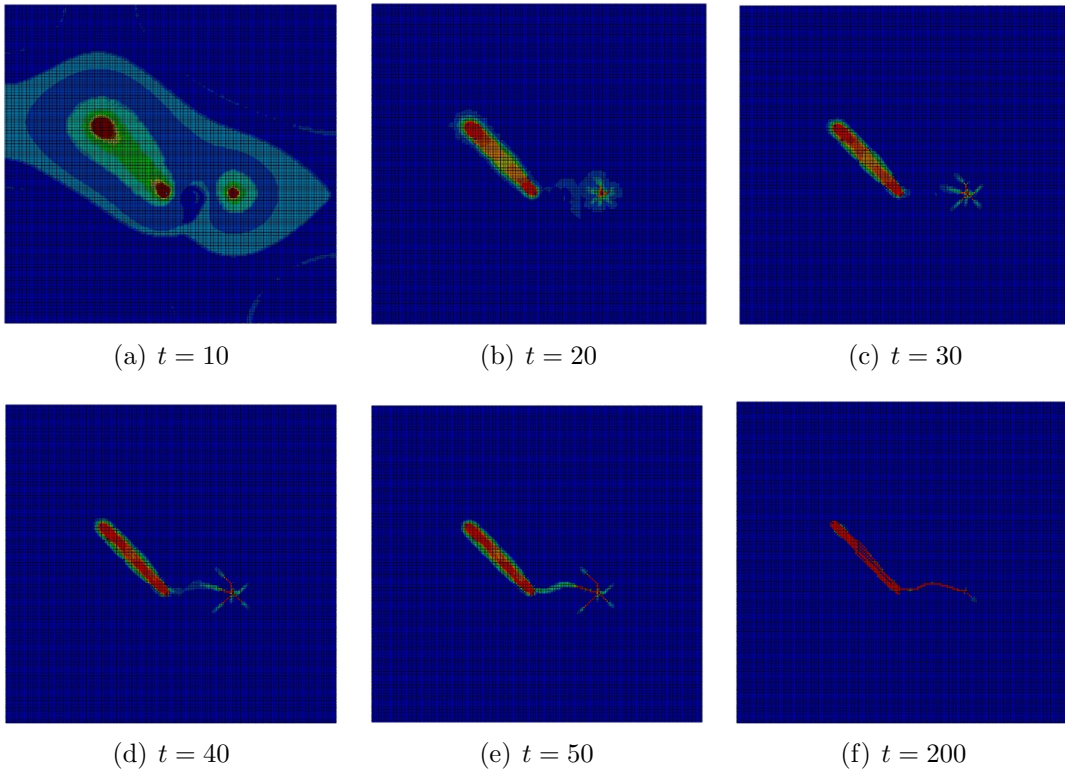 (a) t = 10
(b) t = 20
(c) t = 30
(d) t = 40
(e) t = 50
(f) t = 200